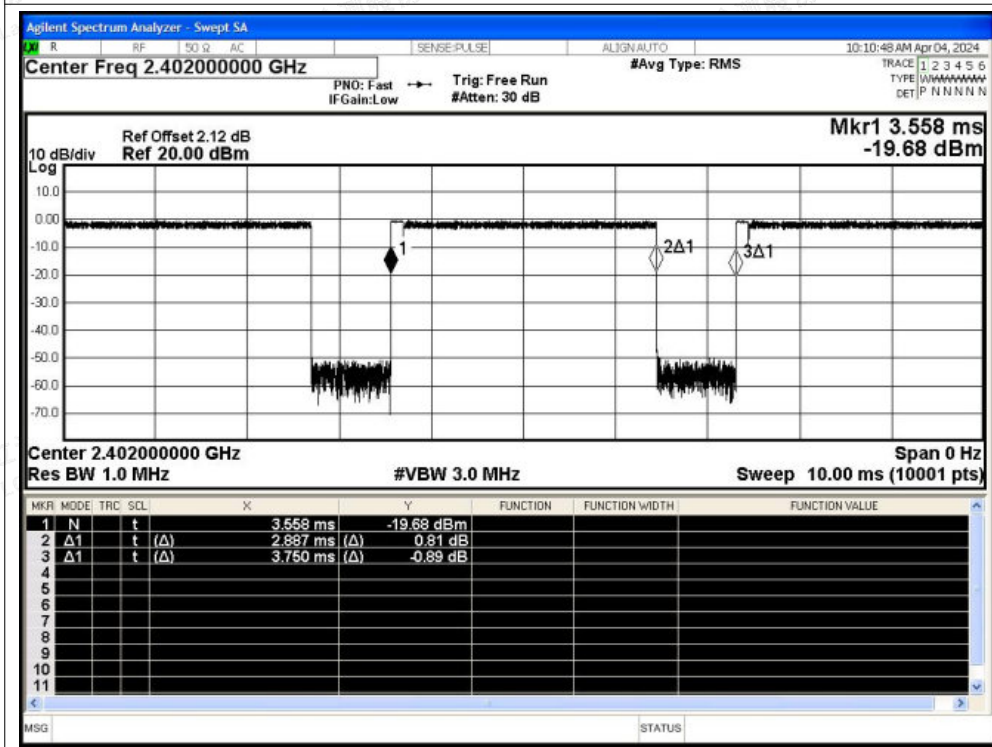 Agilent Spectrum Analyzer - Swept SA
LXI R RF 50 Ω AC SENSE:PULSE ALIGN AUTO 10:10:48 AM Apr 04, 2024
Center Freq 2.402000000 GHz #Avg Type: RMS TRACE 1 2 3 4 5 6
PNO: Fast Trig: Free Run TYPE WWWWWW
IFGain:Low #Atten: 30 dB DET P N N N N N
Mkr1 3.558 ms
Ref Offset 2.12 dB
10 dB/div Ref 20.00 dBm -19.68 dBm
Log
10.0
0.00
1 2Δ1 3Δ1
-10.0
-20.0
-30.0
-40.0
-50.0
-60.0
-70.0
Center 2.402000000 GHz Span 0 Hz
Res BW 1.0 MHz #VBW 3.0 MHz Sweep 10.00 ms (10001 pts)
MKR MODE TRC SCL X Y FUNCTION FUNCTION WIDTH FUNCTION VALUE
1 N t 3.558 ms -19.68 dBm
2 Δ1 t (Δ) 2.887 ms (Δ) 0.81 dB
3 Δ1 t (Δ) 3.750 ms (Δ) -0.89 dB
4
5
6
7
8
9
10
11
MSG STATUS